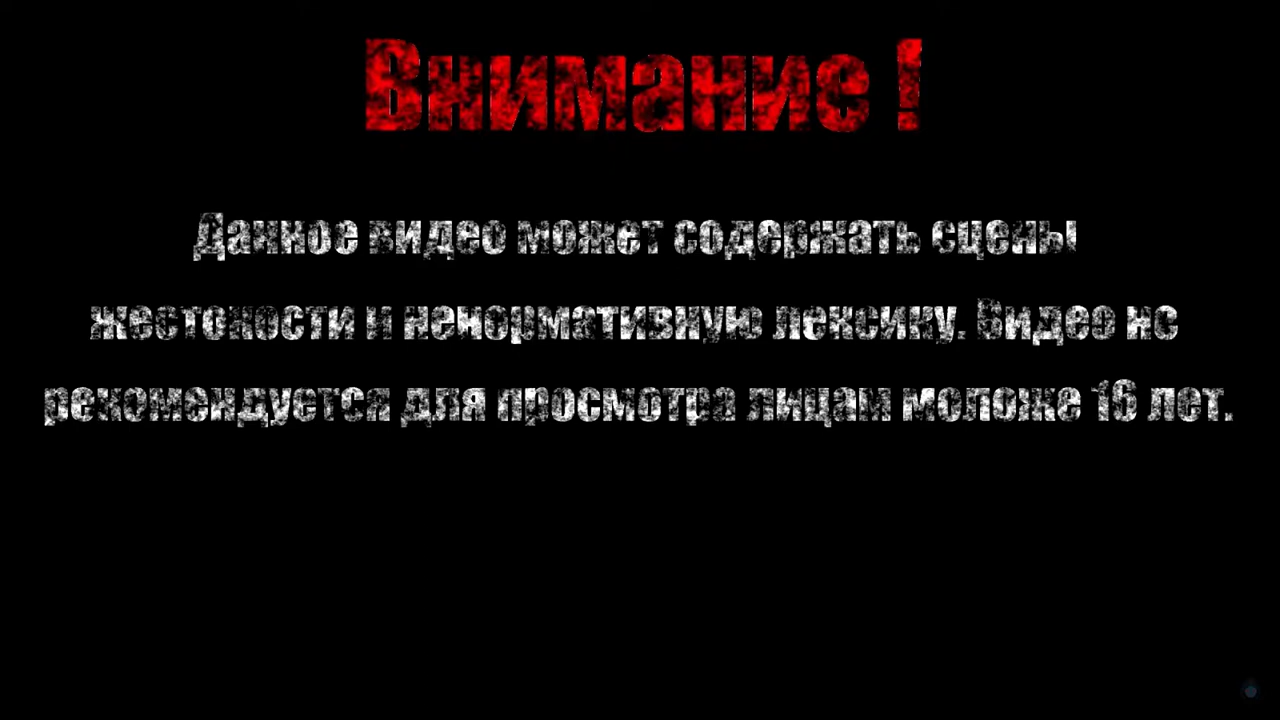 Внимание !
Данное видео может содержать сцены
жестокости и ненормативную лексику. Видео не
рекомендуется для просмотра лицам моложе 16 лет.